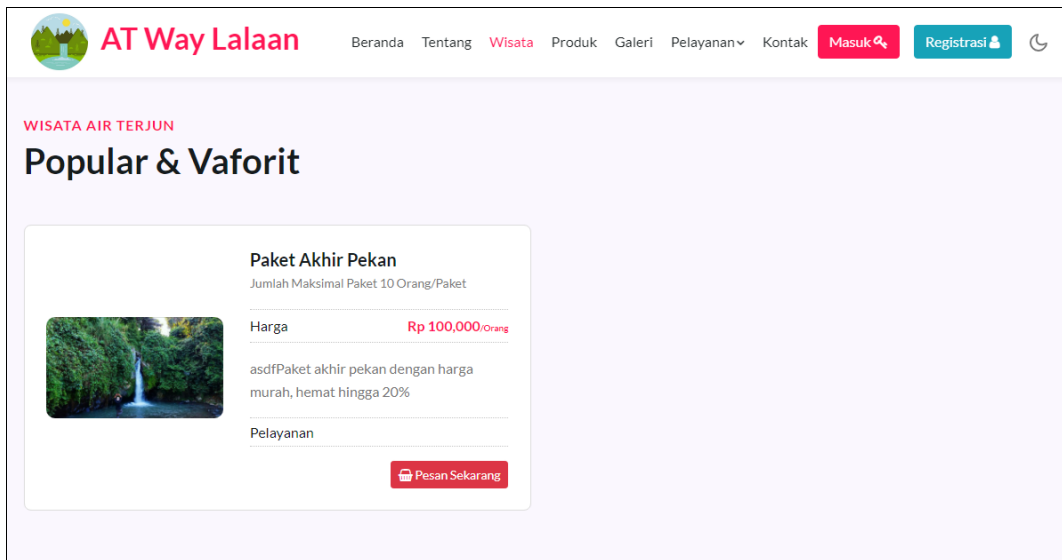 AT Way Lalaan
Beranda Tentang Wisata Produk Galeri Pelayanan Kontak Masuk Registrasi
WISATA AIR TERJUN
Popular & Vaforit
Paket Akhir Pekan
Jumlah Maksimal Paket 10 Orang/Paket
Harga Rp 100,000/Orang
asdfPaket akhir pekan dengan harga
murah, hemat hingga 20%
Pelayanan
Pesan Sekarang